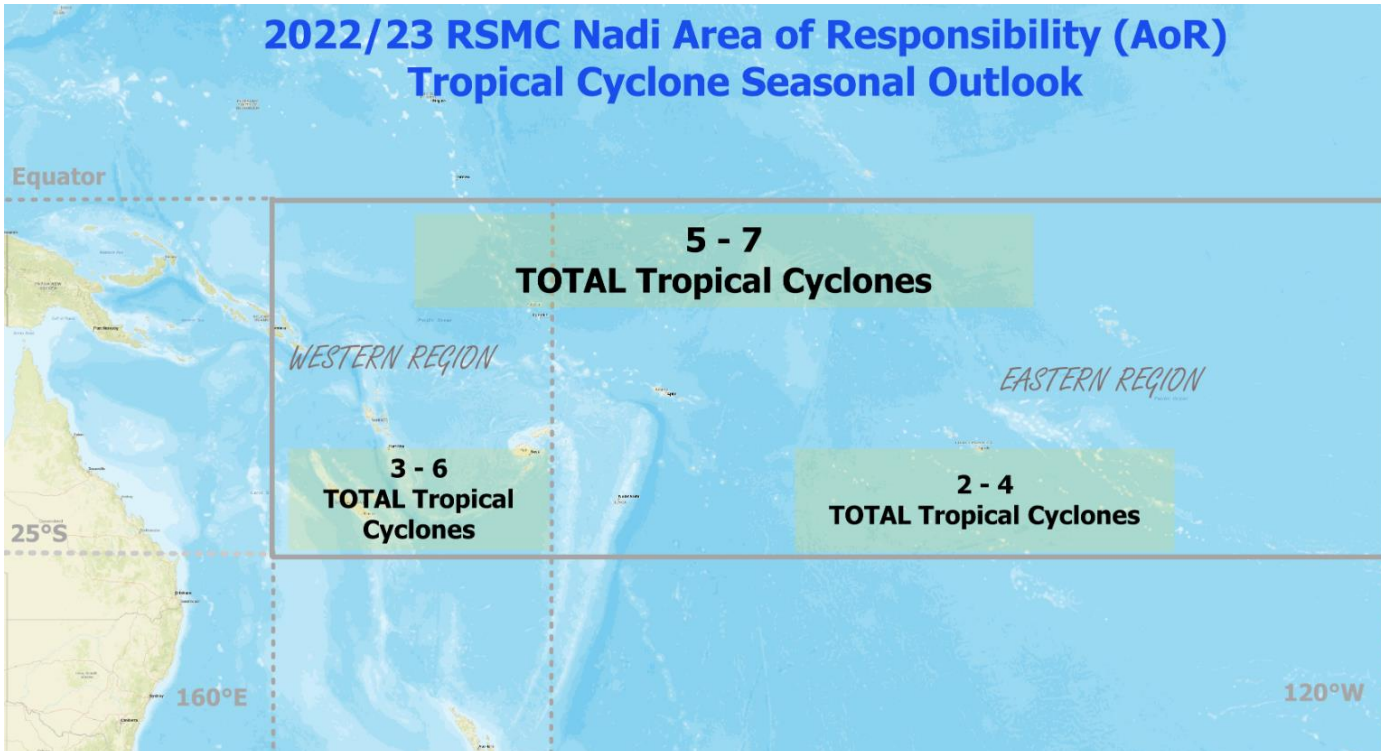 2022/23 RSMC Nadi Area of Responsibility (AoR)
Tropical Cyclone Seasonal Outlook
Equator
5 - 7
TOTAL Tropical Cyclones
WESTERN REGION
EASTERN REGION
3 - 6
TOTAL Tropical
Cyclones
2 - 4
TOTAL Tropical Cyclones
25°S
160°E
120°W